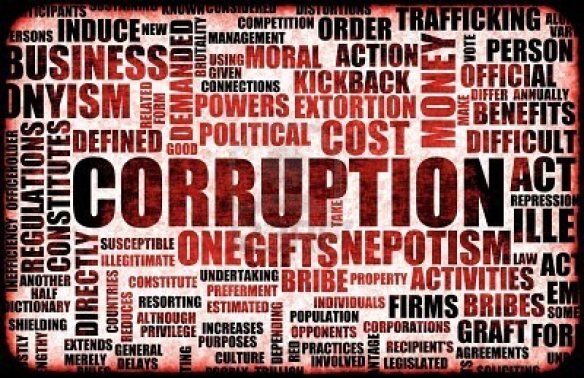 PARTICIPANTS
KNOWN
CONSIDERED
DISTORTIONS
TRAFFICKING
PERSONS
INDUCE
NEW
DEMANDED
BRUTALITY
COMPETITION
MANAGEMENT
ORDER
VOTE
PERSON
BUSINESS
USING
GIVEN
MORAL
ACTION
MONEY
OFFICIAL
CONNECTIONS
KICKBACK
DIFFER
ANNUALLY
ONYISM
RELATED
FORM
POWERS
EXTORTION
MAKE
BENEFITS
DEFINED
GOOD
POLITICAL
COST
DIFFICULT
OFFICEHOLDER
INEFFICIENCY
REGULATIONS
CONSTITUTES
CORRUPTION
TAKE
ACT
REPRESSION
ILLE
SUSCEPTIBLE
ILLEGITIMATE
ONE
GIFTS
NEPOTISM
LAW
ACT
ANOTHER
HALF
DICTIONARY
DIRECTLY
COUNTRIES
REDUCES
CONSTITUTE
UNDERTAKING
PREFERMENT
ESTIMATED
BRIBE
PROPERTY
ACTIVITIES
EM
SOME
RESORTING
ALTHOUGH
PRIVILEGE
INDIVIDUALS
FIRMS
BRIBES
SHIELDING
INCREASES
PURPOSES
DEPENDING
POPULATION
OPPONENTS
CORPORATIONS
GRAFT
FOR
EXTENDS
MERELY
GENERAL
DELAYS
CULTURE
RED
PRACTICES
INVOLVED
RECIPIENT'S
LEGISLATED
AGREEMENTS